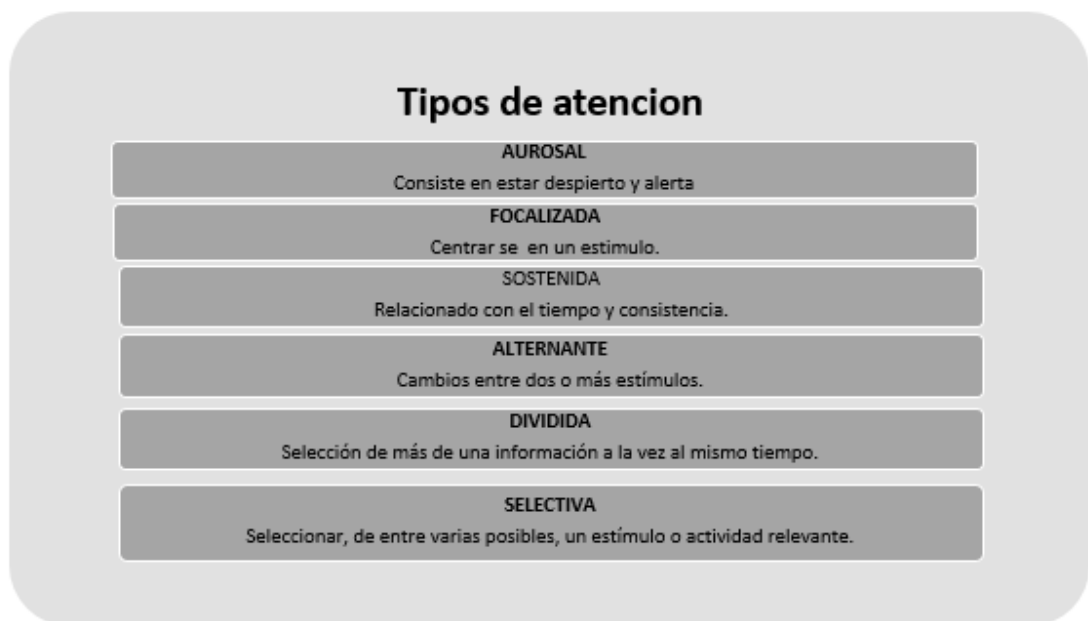 Tipos de atencion
AUROSAL
Consiste en estar despierto y alerta
FOCALIZADA
Centrar se en un estimulo.
SOSTENIDA
Relacionado con el tiempo y consistencia.
ALTERNANTE
Cambios entre dos o más estímulos.
DIVIDIDA
Selección de más de una información a la vez al mismo tiempo.
SELECTIVA
Seleccionar, de entre varias posibles, un estímulo o actividad relevante.